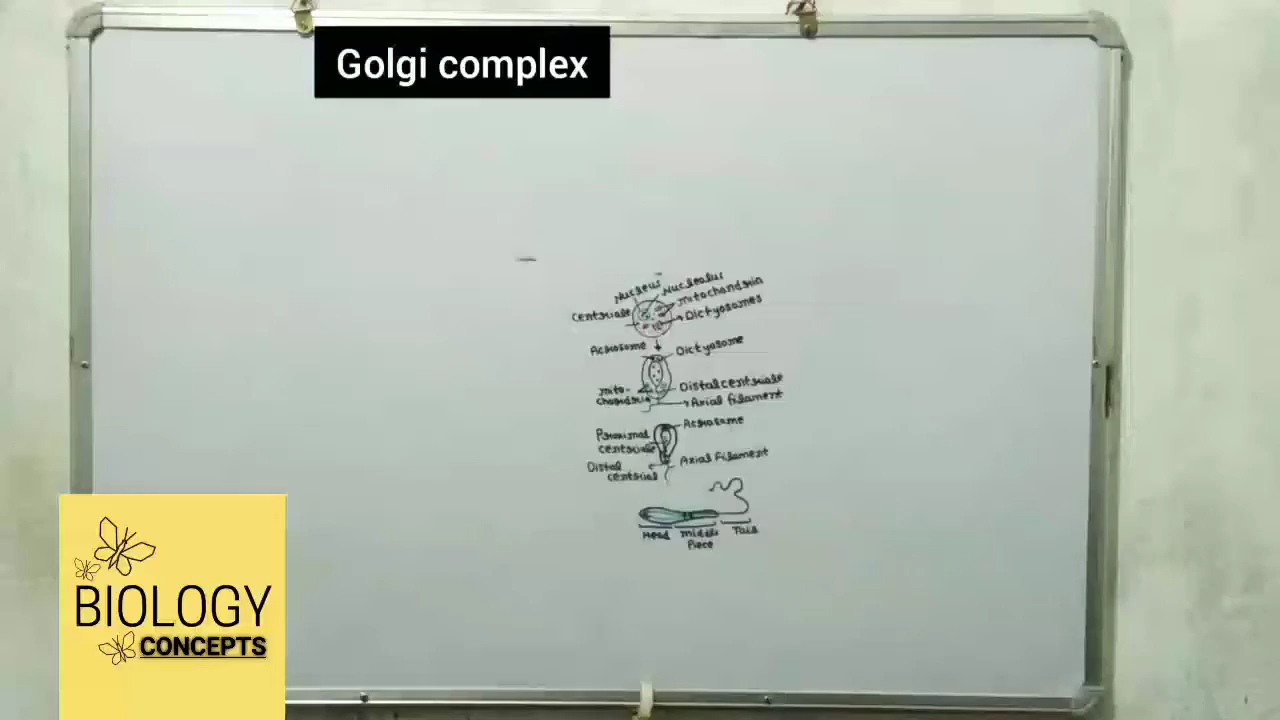 Golgi complex
Nucleus
Nucleolus
mitochondria
Centriole
Dictyosomes
Acrosome
Dictyosome
mito-
chondria
Distal centriole
Axial filament
Acrosome
Proximal
centriole
Distal
centriol
Axial Filament
Head
middle
Piece
Tail
BIOLOGY
CONCEPTS